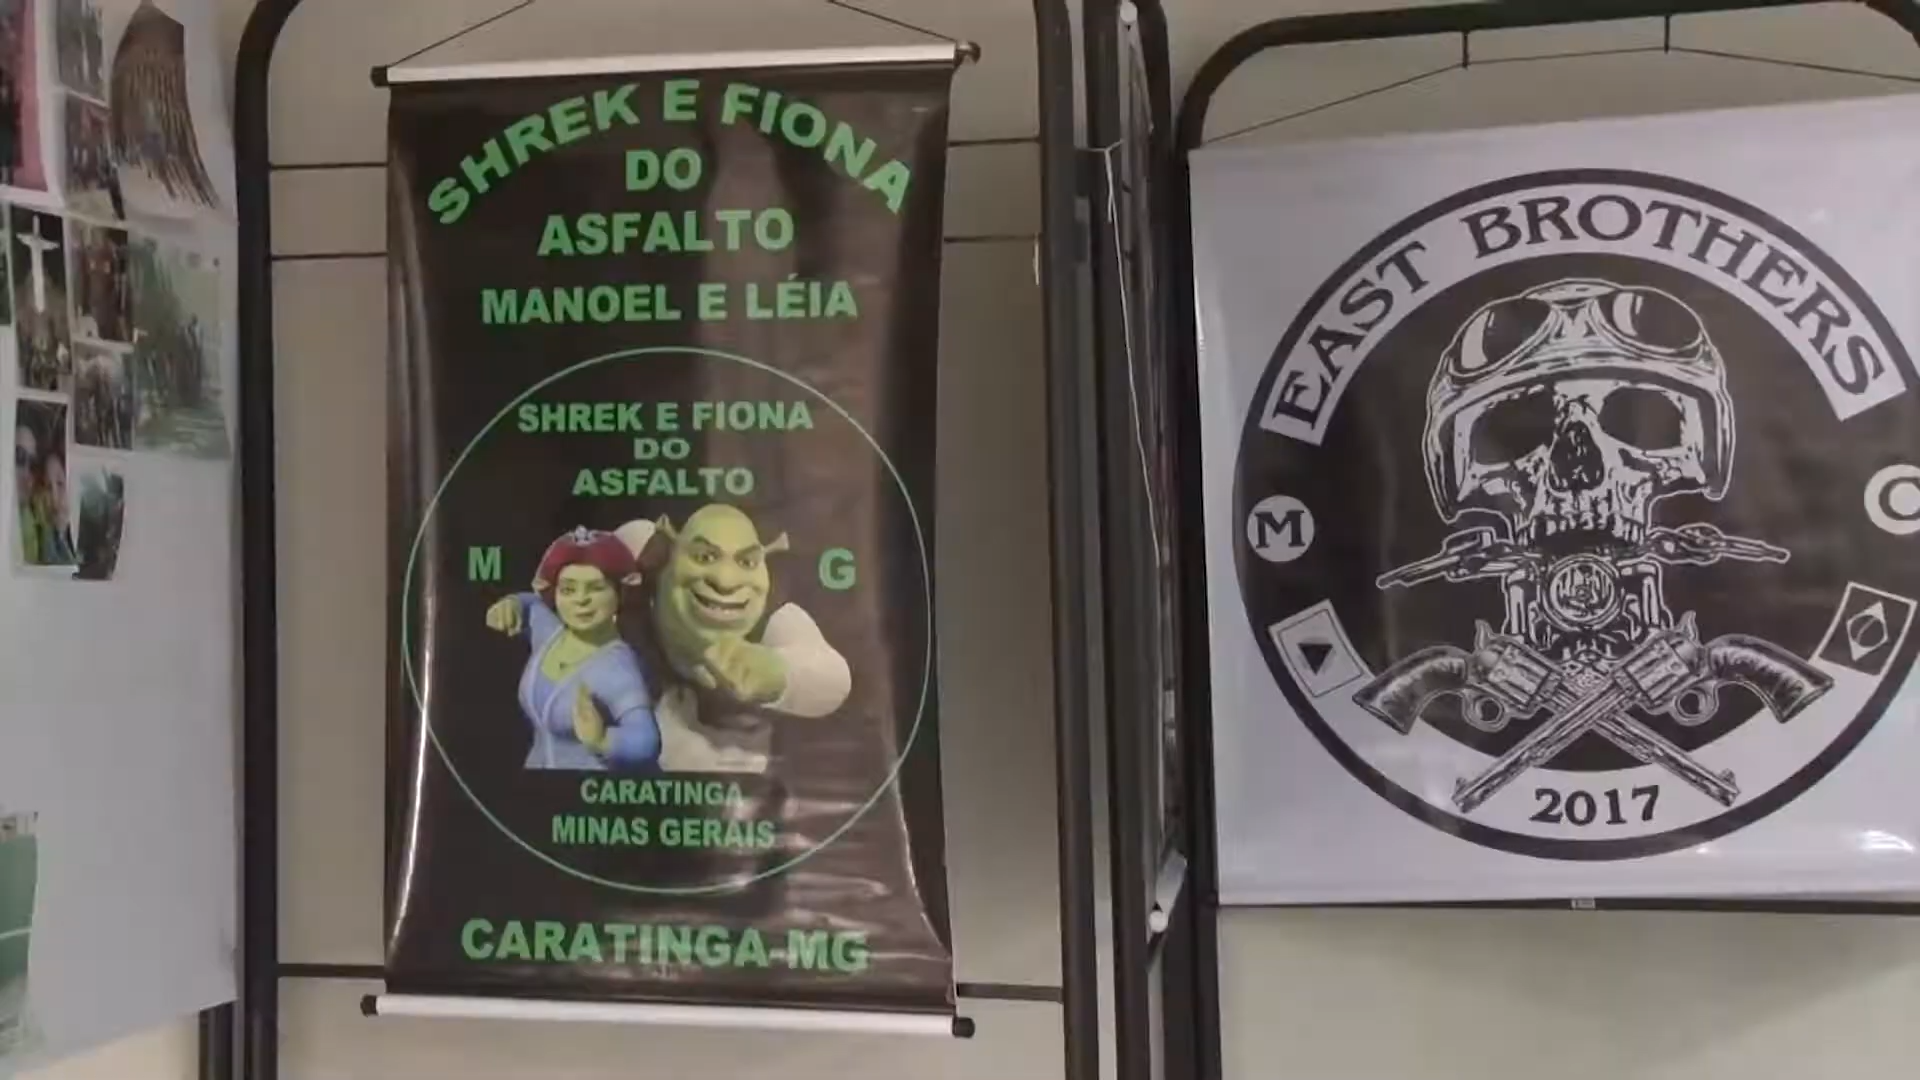 SHREK E FIONA
DO
ASFALTO
MANOEL E LÉIA
SHREK E FIONA
DO
ASFALTO
M G
CARATINGA
MINAS GERAIS
CARATINGA-MG
EAST BROTHERS
M C
2017